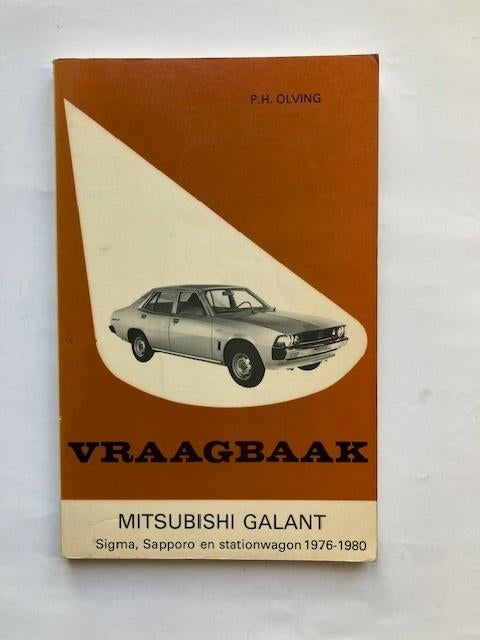 P.H. OLVING
VRAAGBAAK
MITSUBISHI GALANT
Sigma, Sapporo en stationwagon 1976-1980